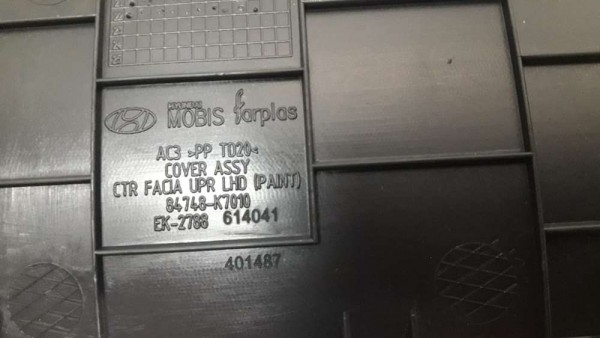 HYUNDAI
MOBIS farplas
AC3 >PP TD20<
COVER ASSY
CTR FACIA UPR LHD (PAINT)
84748-K7010
EK-2788 614041
401487